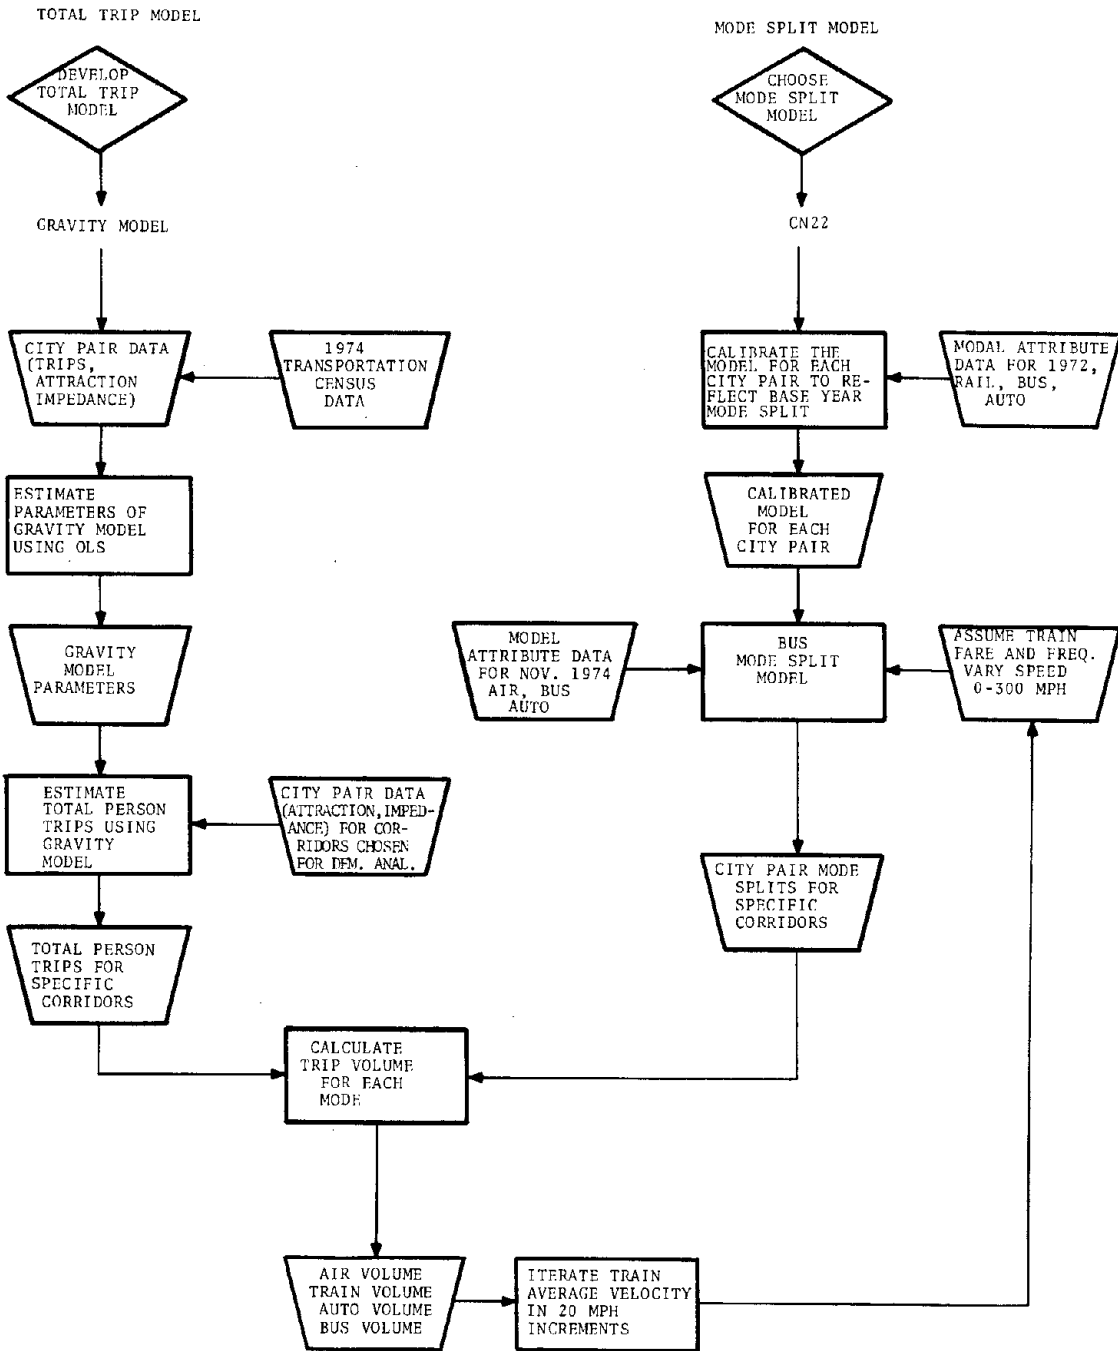 TOTAL TRIP MODEL
DEVELOP
TOTAL TRIP
MODEL
GRAVITY MODEL
CITY PAIR DATA
(TRIPS,
ATTRACTION
IMPEDANCE)
1974
TRANSPORTATION
CENSUS
DATA
ESTIMATE
PARAMETERS OF
GRAVITY MODEL
USING OLS
GRAVITY
MODEL
PARAMETERS
ESTIMATE
TOTAL PERSON
TRIPS USING
GRAVITY
MODEL
CITY PAIR DATA
(ATTRACTION,IMPED-
ANCE) FOR COR-
RIDORS CHOSEN
FOR DEM. ANAL.
TOTAL PERSON
TRIPS FOR
SPECIFIC
CORRIDORS
MODE SPLIT MODEL
CHOOSE
MODE SPLIT
MODEL
CN22
CALIBRATE THE
MODEL FOR EACH
CITY PAIR TO RE-
FLECT BASE YEAR
MODE SPLIT
MODAL ATTRIBUTE
DATA FOR 1972,
RAIL, BUS,
AUTO
CALIBRATED
MODEL
FOR EACH
CITY PAIR
MODEL
ATTRIBUTE DATA
FOR NOV. 1974
AIR, BUS
AUTO
BUS
MODE SPLIT
MODEL
ASSUME TRAIN
FARE AND FREQ.
VARY SPEED
0-300 MPH
CITY PAIR MODE
SPLITS FOR
SPECIFIC
CORRIDORS
CALCULATE
TRIP VOLUME
FOR EACH
MODE
AIR VOLUME
TRAIN VOLUME
AUTO VOLUME
BUS VOLUME
ITERATE TRAIN
AVERAGE VELOCITY
IN 20 MPH
INCREMENTS